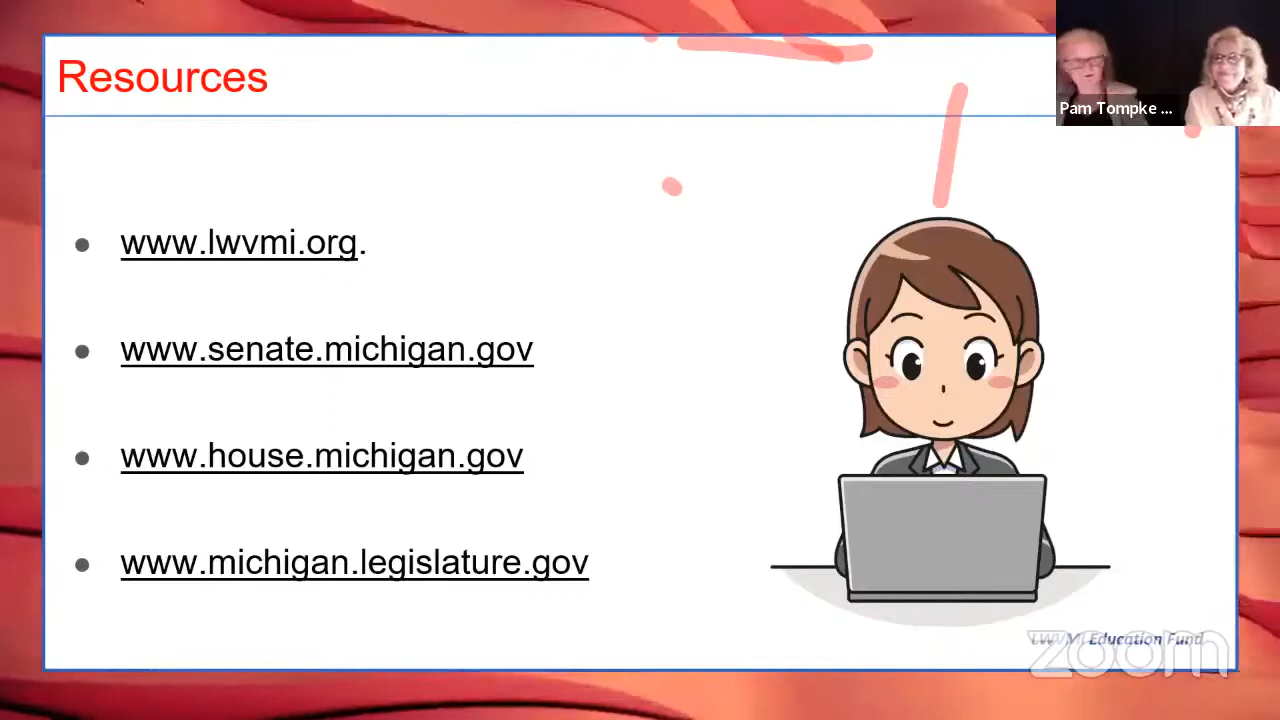 Resources
Pam Tompke ...
www.lwvmi.org.
www.senate.michigan.gov
www.house.michigan.gov
www.michigan.legislature.gov
LWVMI Education Fund
zoom